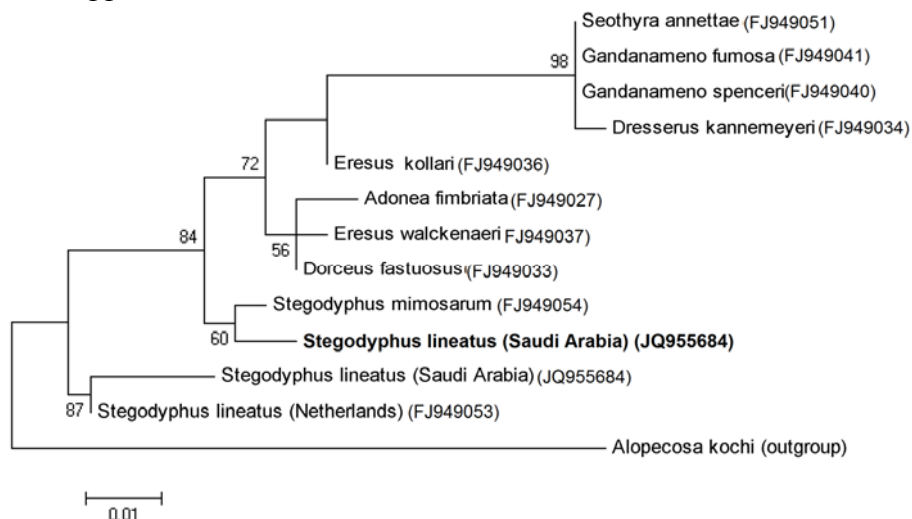 Seothyra annettae (FJ949051)
98
Gandanameno fumosa (FJ949041)
Gandanameno spenceri(FJ949040)
Dresserus kannemeyeri (FJ949034)
72
Eresus kollari (FJ949036)
Adonea fimbriata (FJ949027)
84
Eresus walckenaeri FJ949037)
56
Dorceus fastuosus (FJ949033)
Stegodyphus mimosarum (FJ949054)
60
Stegodyphus lineatus (Saudi Arabia) (JQ955684)
Stegodyphus lineatus (Saudi Arabia) (JQ955684)
87
Stegodyphus lineatus (Netherlands) (FJ949053)
Alopecosa kochi (outgroup)
0.01